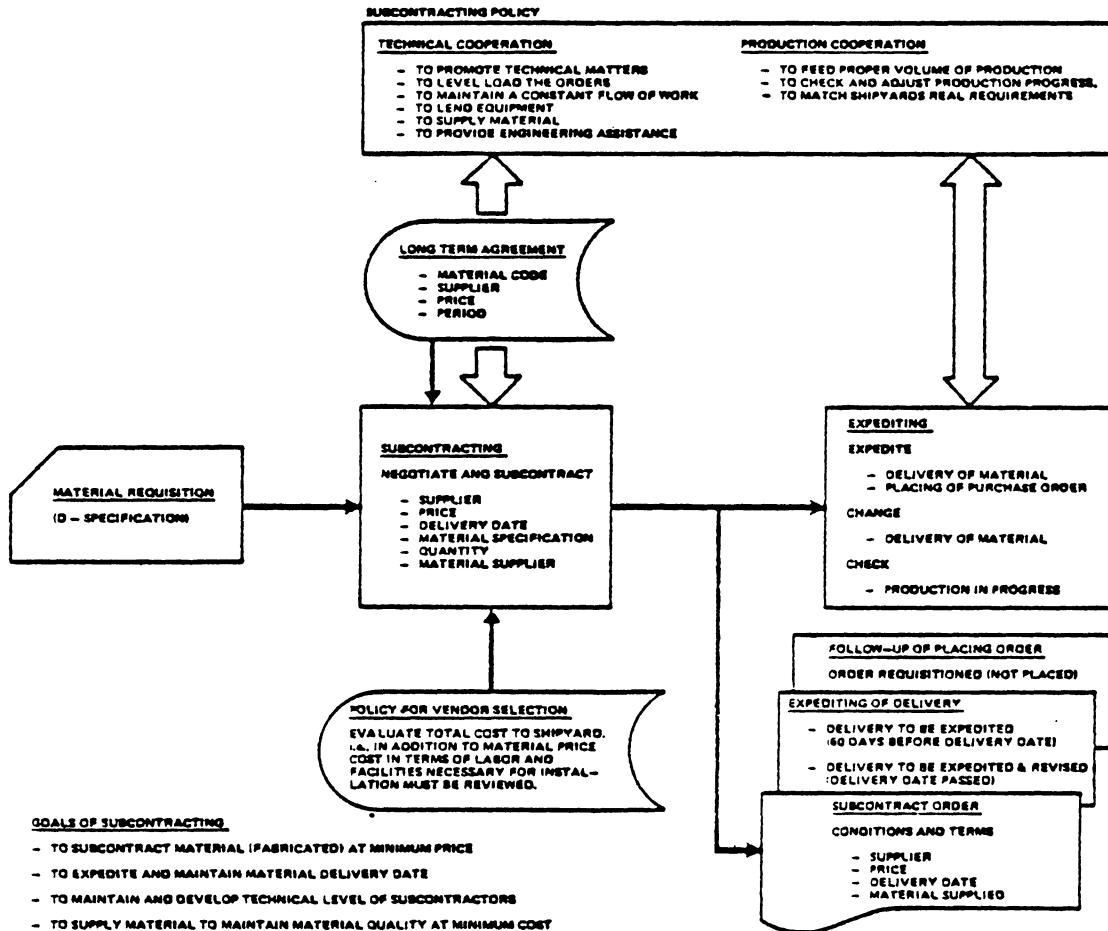 SUBCONTRACTING POLICY
TECHNICAL COOPERATION
- TO PROMOTE TECHNICAL MATTERS
- TO LEVEL LOAD THE ORDERS
- TO MAINTAIN A CONSTANT FLOW OF WORK
- TO LEND EQUIPMENT
- TO SUPPLY MATERIAL
- TO PROVIDE ENGINEERING ASSISTANCE
PRODUCTION COOPERATION
- TO FEED PROPER VOLUME OF PRODUCTION
- TO CHECK AND ADJUST PRODUCTION PROGRESS.
- TO MATCH SHIPYARDS REAL REQUIREMENTS
LONG TERM AGREEMENT
- MATERIAL CODE
- SUPPLIER
- PRICE
- PERIOD
MATERIAL REQUISITION
(D - SPECIFICATION)
SUBCONTRACTING
NEGOTIATE AND SUBCONTRACT
- SUPPLIER
- PRICE
- DELIVERY DATE
- MATERIAL SPECIFICATION
- QUANTITY
- MATERIAL SUPPLIER
EXPEDITING
EXPEDITE
- DELIVERY OF MATERIAL
- PLACING OF PURCHASE ORDER
CHANGE
- DELIVERY OF MATERIAL
CHECK
- PRODUCTION IN PROGRESS
POLICY FOR VENDOR SELECTION
EVALUATE TOTAL COST TO SHIPYARD.
i.e. IN ADDITION TO MATERIAL PRICE
COST IN TERMS OF LABOR AND
FACILITIES NECESSARY FOR INSTAL-
LATION MUST BE REVIEWED.
FOLLOW-UP OF PLACING ORDER
ORDER REQUISITIONED (NOT PLACED)
EXPEDITING OF DELIVERY
- DELIVERY TO BE EXPEDITED
(60 DAYS BEFORE DELIVERY DATE)
- DELIVERY TO BE EXPEDITED & REVISED
(DELIVERY DATE PASSED)
SUBCONTRACT ORDER
CONDITIONS AND TERMS
- SUPPLIER
- PRICE
- DELIVERY DATE
- MATERIAL SUPPLIED
GOALS OF SUBCONTRACTING
- TO SUBCONTRACT MATERIAL (FABRICATED) AT MINIMUM PRICE
- TO EXPEDITE AND MAINTAIN MATERIAL DELIVERY DATE
- TO MAINTAIN AND DEVELOP TECHNICAL LEVEL OF SUBCONTRACTORS
- TO SUPPLY MATERIAL TO MAINTAIN MATERIAL QUALITY AT MINIMUM COST